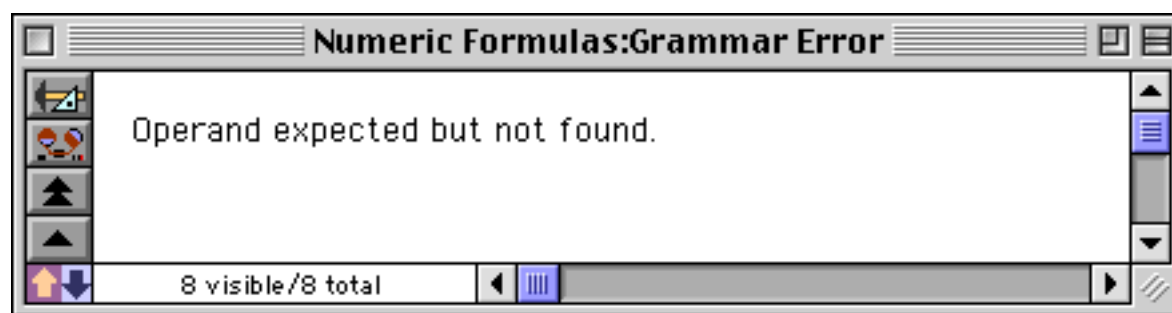 Numeric Formulas:Grammar Error
Operand expected but not found.
8 visible/8 total